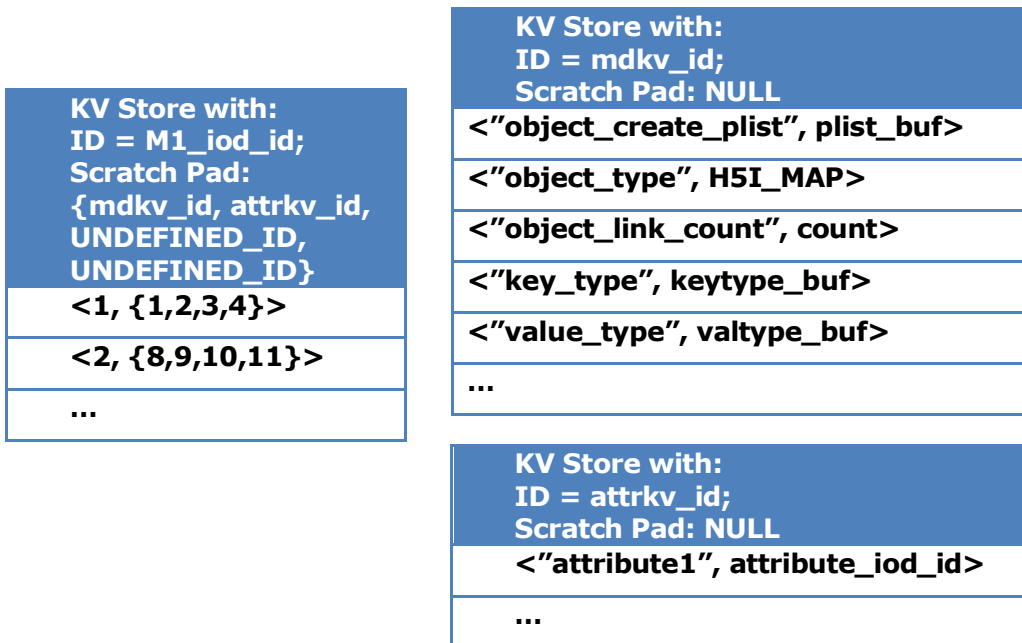 KV Store with:
ID = M1_iod_id;
Scratch Pad:
{mdkv_id, attrkv_id,
UNDEFINED_ID,
UNDEFINED_ID}
<1, {1,2,3,4}>
<2, {8,9,10,11}>
...
KV Store with:
ID = mdkv_id;
Scratch Pad: NULL
<”object_create_plist”, plist_buf>
<”object_type”, H5I_MAP>
<”object_link_count”, count>
<”key_type”, keytype_buf>
<”value_type”, valtype_buf>
...
KV Store with:
ID = attrkv_id;
Scratch Pad: NULL
<”attribute1”, attribute_iod_id>
...